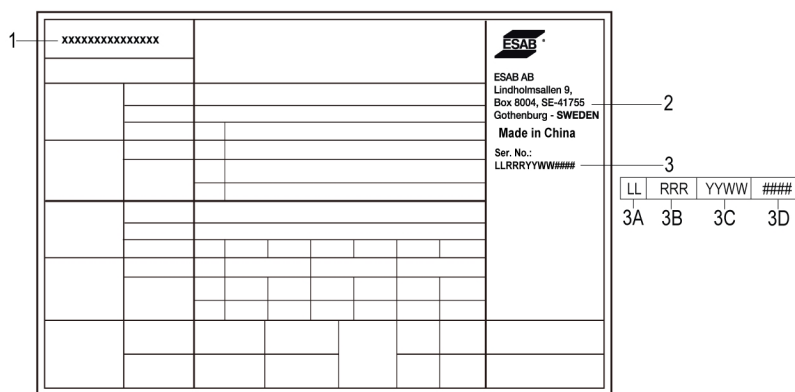 1
xxxxxxxxxxxxxxx
ESAB
ESAB AB
Lindholmsallen 9,
Box 8004, SE-41755
2
Gothenburg - SWEDEN
Made in China
Ser. No.:
3
LLRRRYYWW####
LL RRR YYWW ####
3A 3B 3C 3D